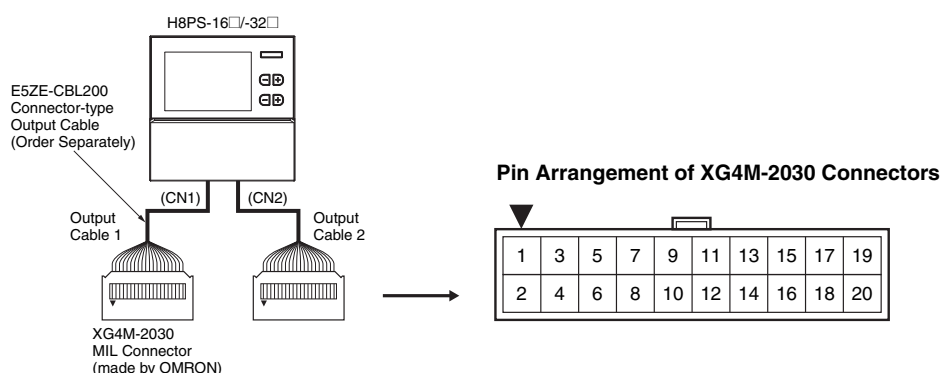 H8PS-16□/-32□
E5ZE-CBL200
Connector-type
Output Cable
(Order Separately)
(CN1)
(CN2)
Output
Cable 1
Output
Cable 2
XG4M-2030
MIL Connector
(made by OMRON)
Pin Arrangement of XG4M-2030 Connectors
1 3 5 7 9 11 13 15 17 19
2 4 6 8 10 12 14 16 18 20